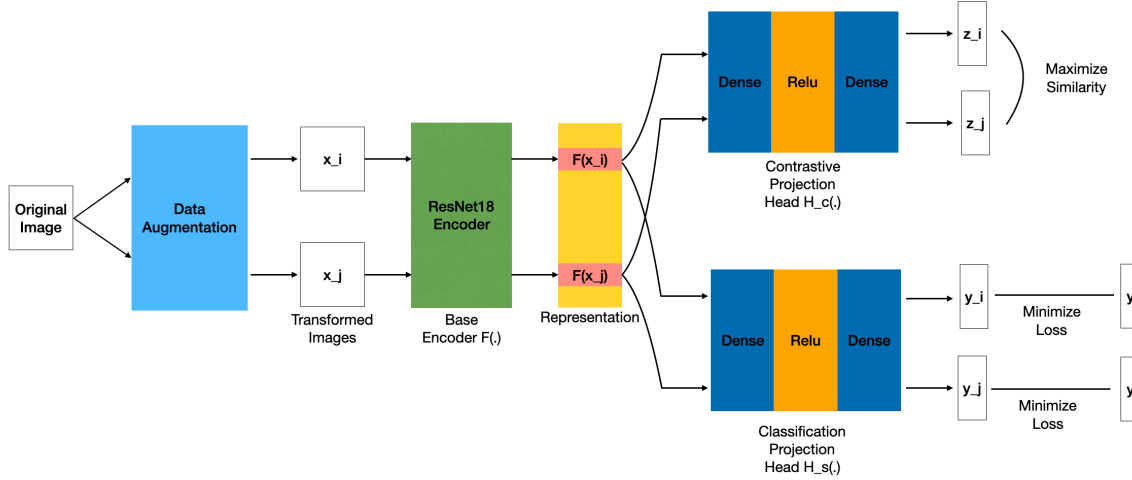 Original
Image
Data
Augmentation
x_i
x_j
Transformed
Images
ResNet18
Encoder
Base
Encoder F(.)
F(x_i)
F(x_j)
Representation
Dense
Relu
Dense
Contrastive
Projection
Head H_c(.)
z_i
z_j
Maximize
Similarity
Dense
Relu
Dense
Classification
Projection
Head H_s(.)
y_i
Minimize
Loss
y
y_j
Minimize
Loss
y